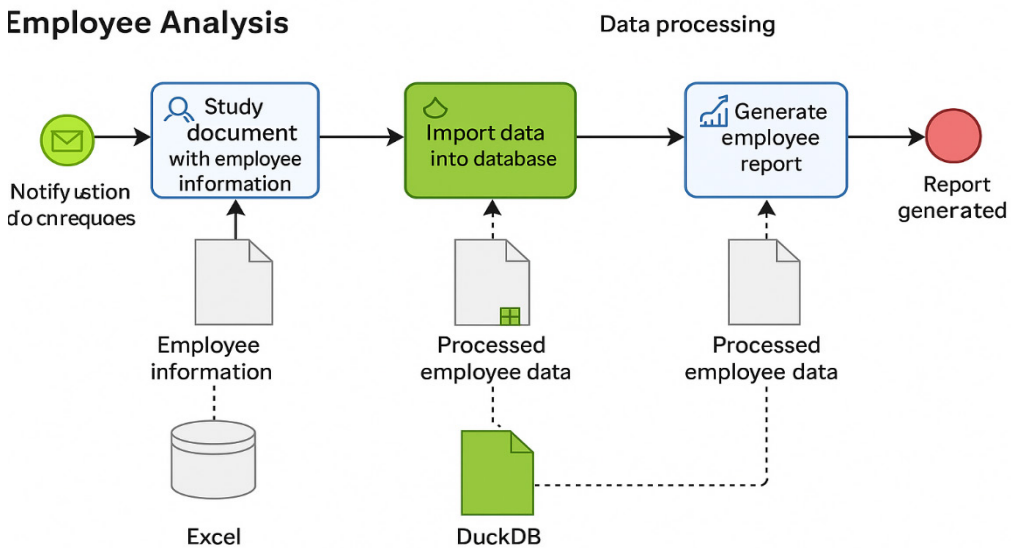 Employee Analysis
Data processing
Study
document
with employee
information
Import data
into database
Generate
employee
report
Report
generated
Employee
information
Processed
employee data
Processed
employee data
Excel
DuckDB